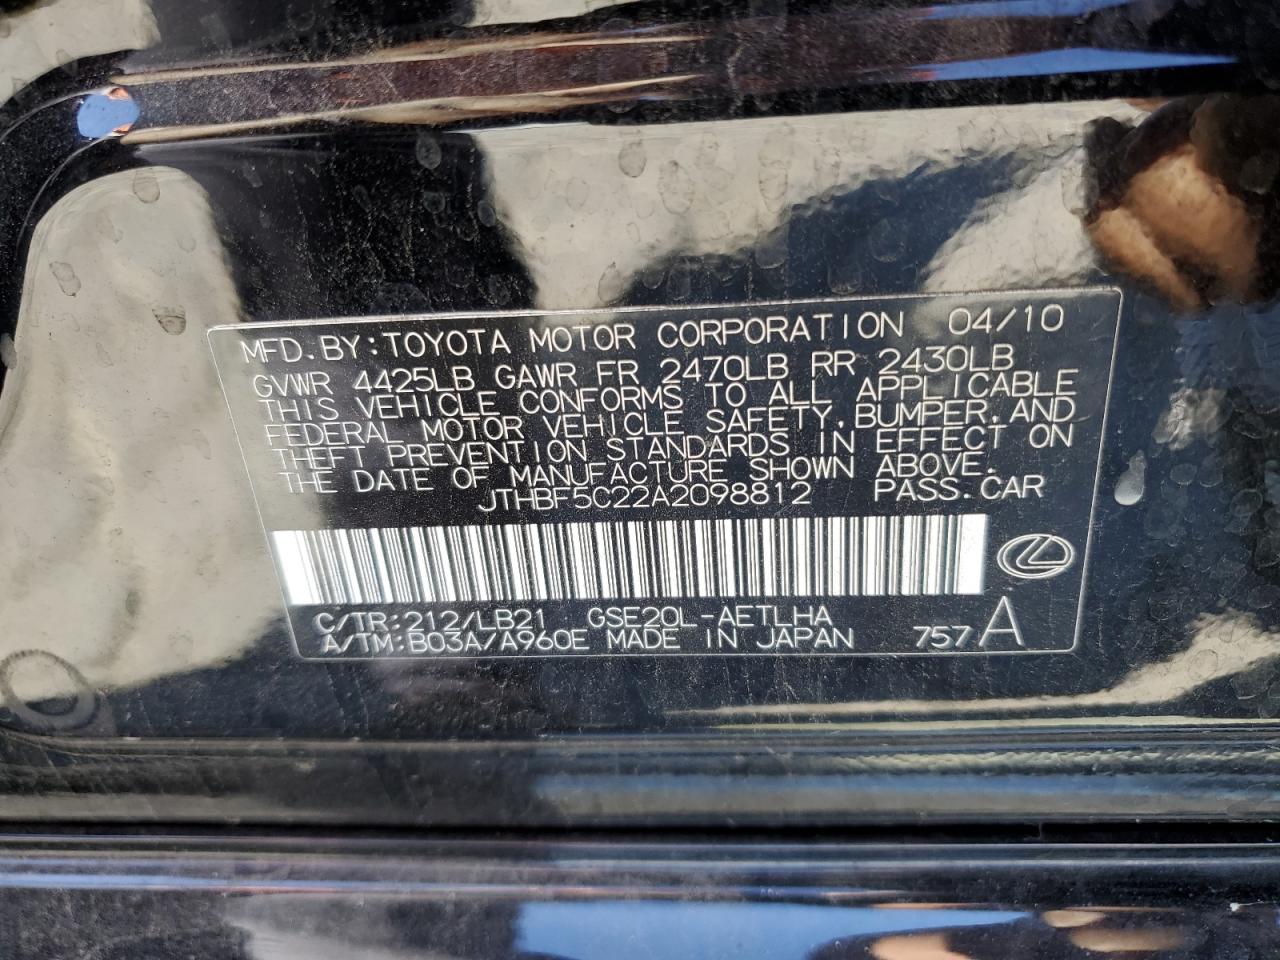 MFD.BY:TOYOTA MOTOR CORPORATION 04/10
GVWR 4425LB GAWR FR 2470LB RR 2430LB
THIS VEHICLE CONFORMS TO ALL APPLICABLE
FEDERAL MOTOR VEHICLE SAFETY,BUMPER,AND
THEFT PREVENTION STANDARDS IN EFFECT ON
THE DATE OF MANUFACTURE SHOWN ABOVE.
JTHBF5C22A2098812 PASS.CAR
C/TR:212/LB21 GSE20L-AETLHA
A/TM:B03A/A960E MADE IN JAPAN 757A